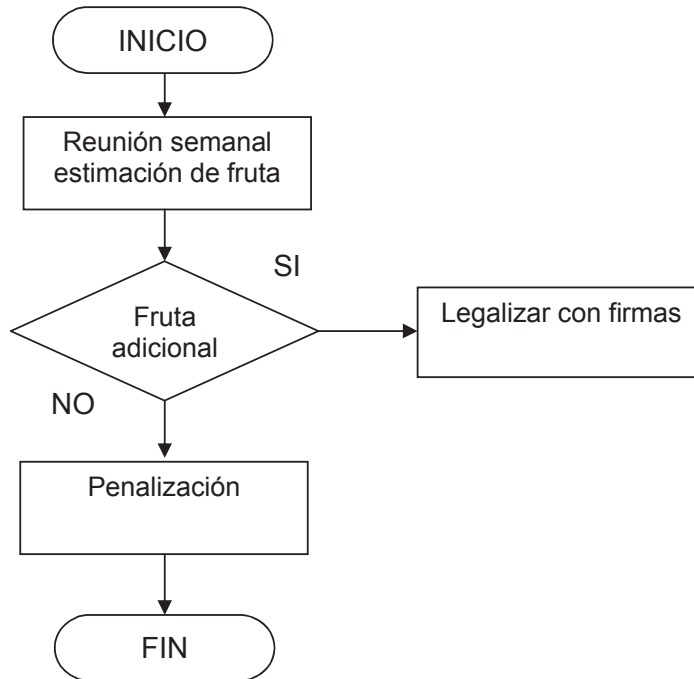 INICIO
Reunión semanal
estimación de fruta
SI
Fruta
adicional
Legalizar con firmas
NO
Penalización
FIN